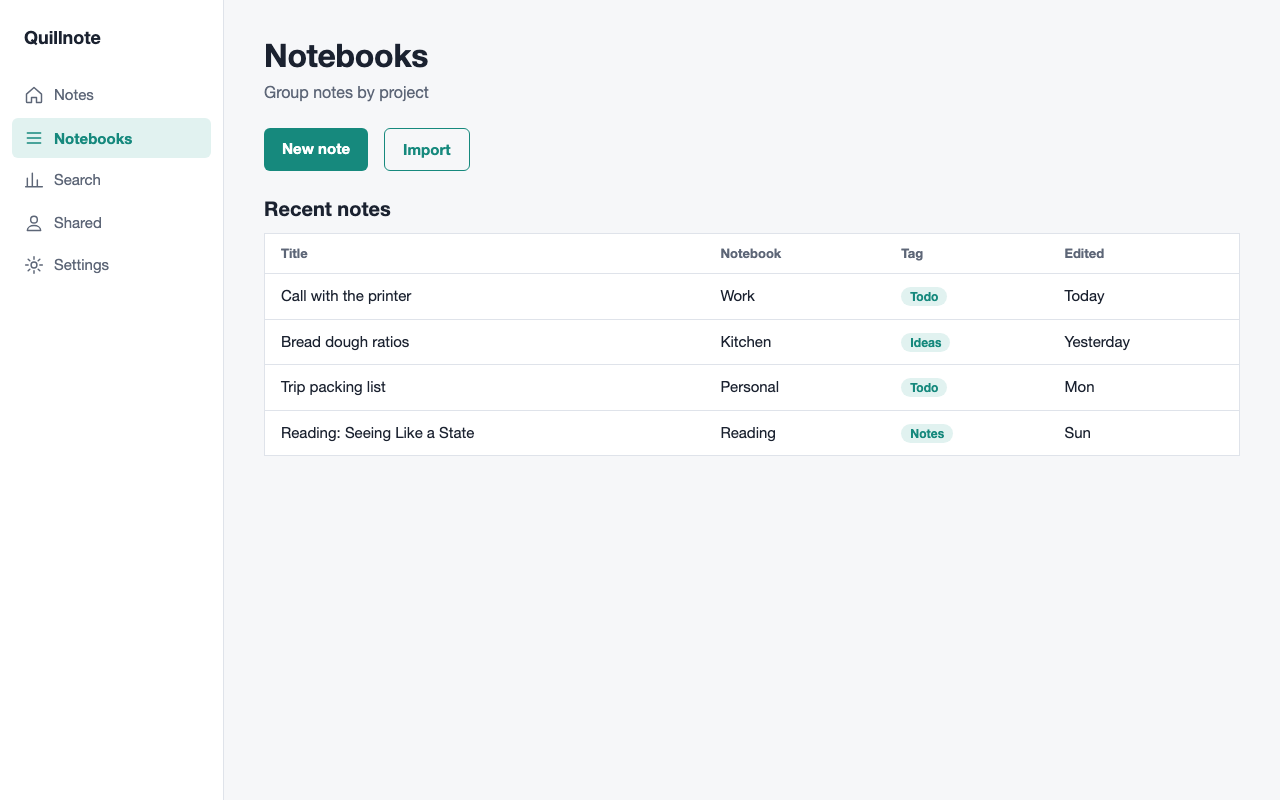 Quillnote
Notes
Notebooks
Search
Shared
Settings
Notebooks
Group notes by project
New note Import
Recent notes
Title Notebook Tag Edited
Call with the printer Work Todo Today
Bread dough ratios Kitchen Ideas Yesterday
Trip packing list Personal Todo Mon
Reading: Seeing Like a State Reading Notes Sun